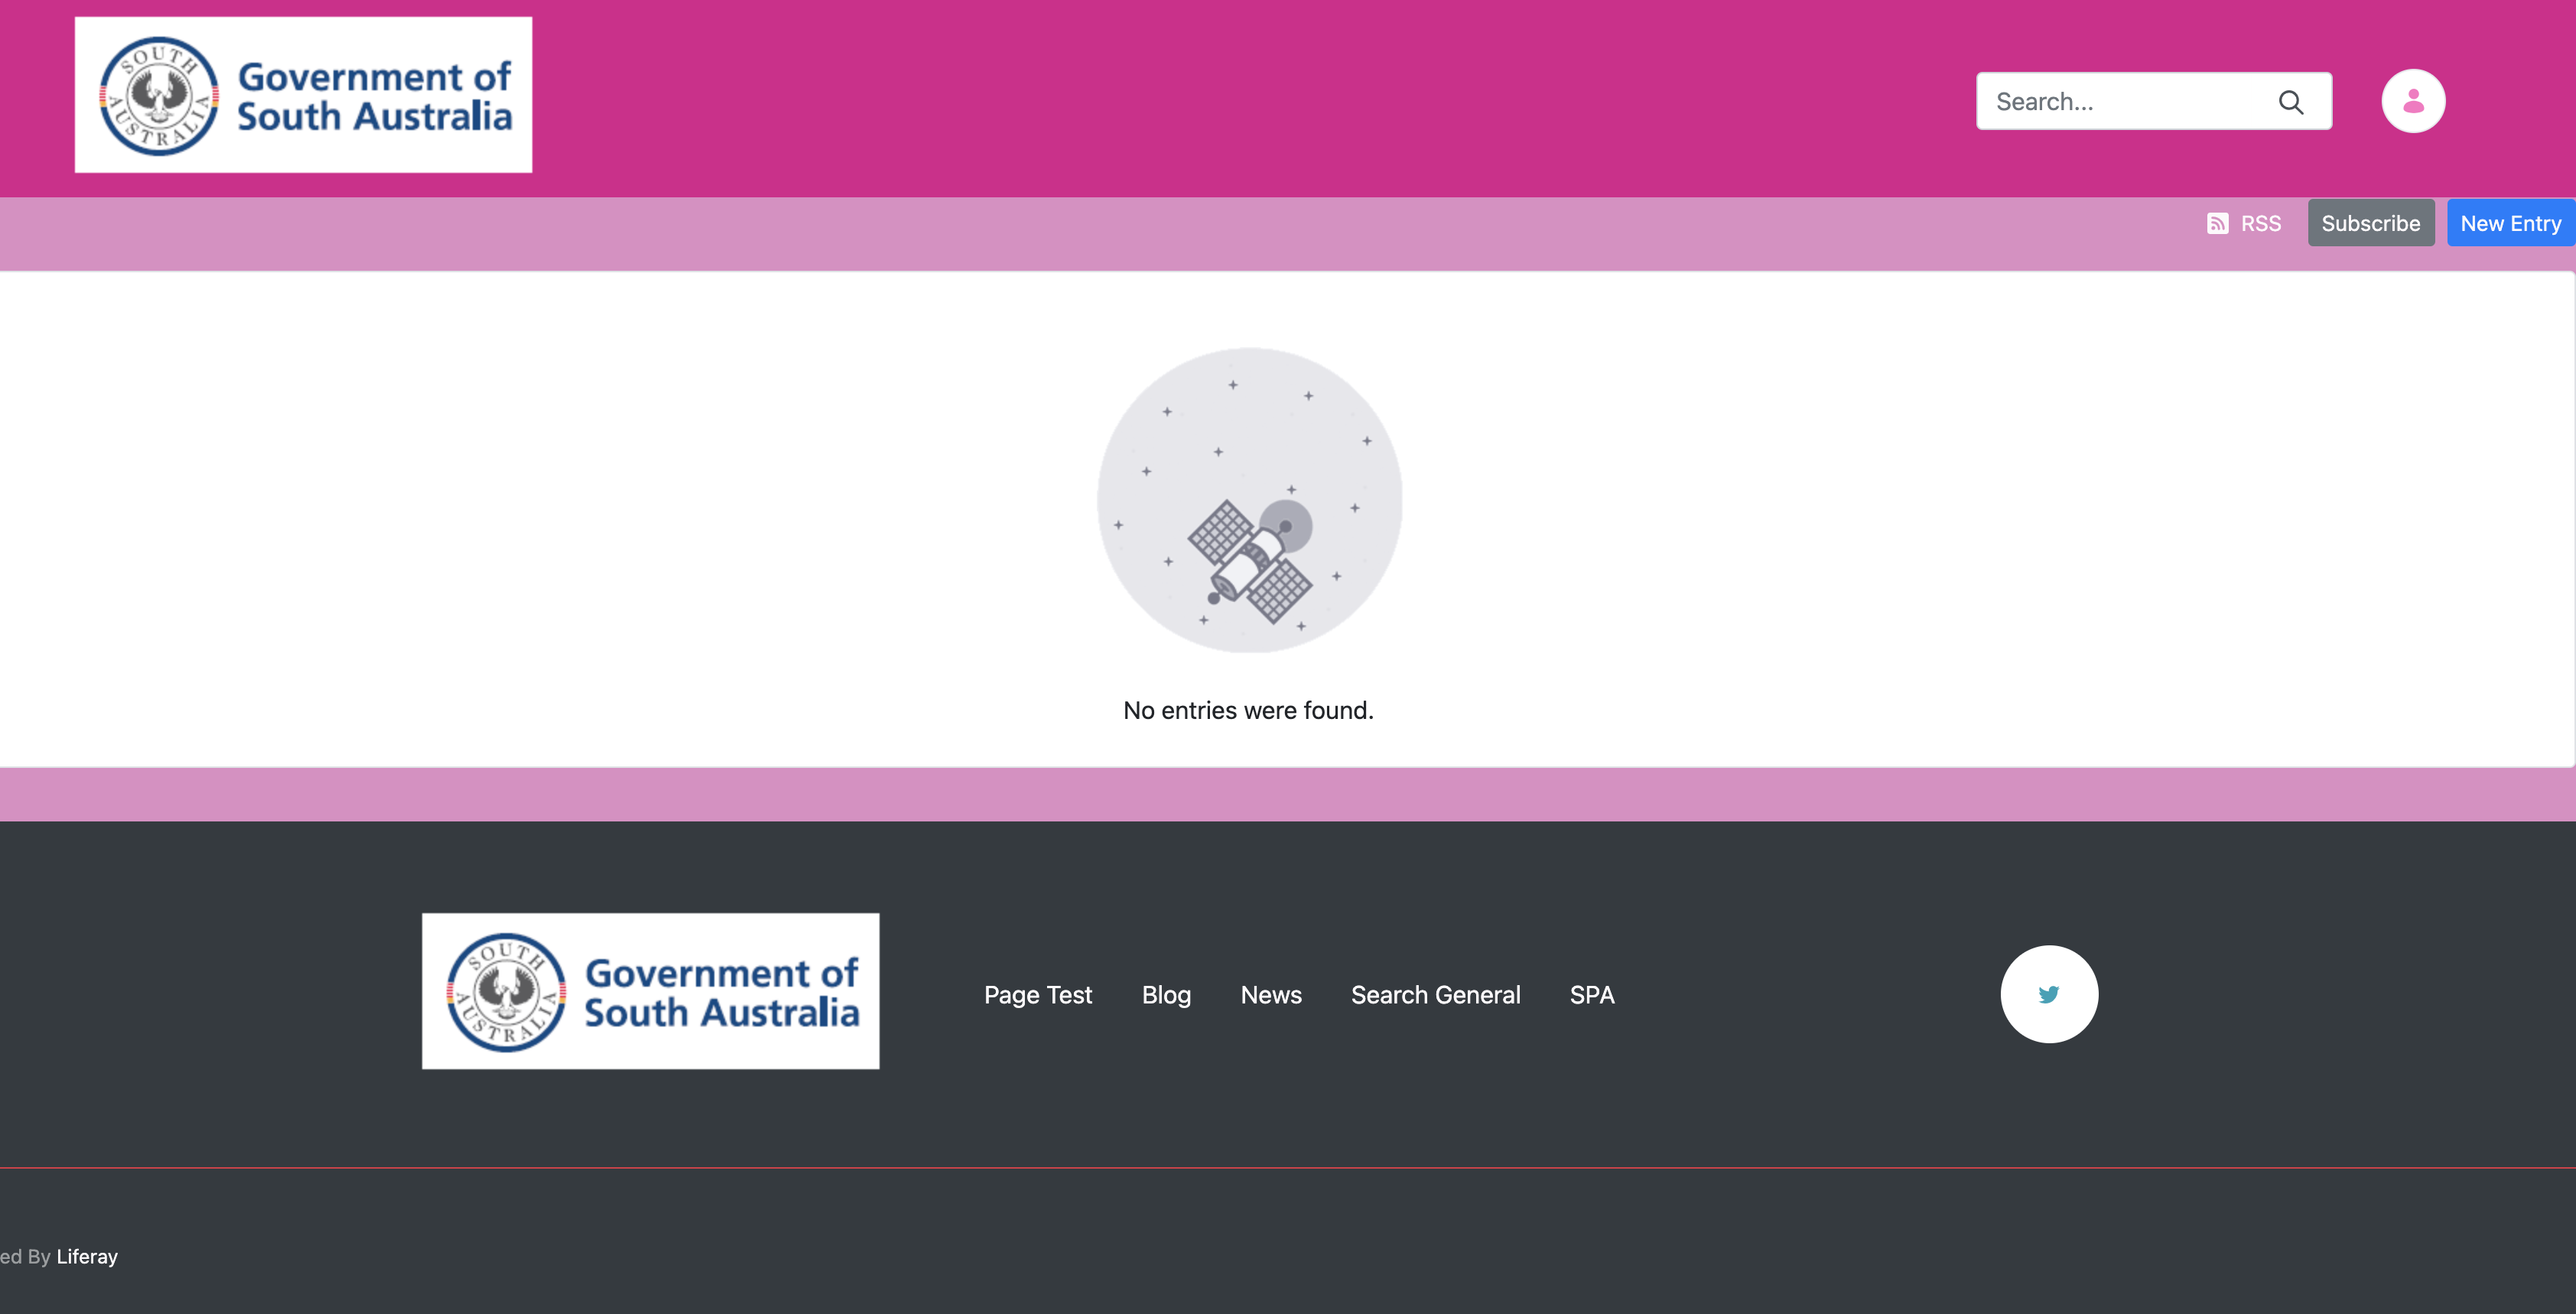 SOUTH AUSTRALIA
Government of
South Australia
Search...
RSS
Subscribe
New Entry
No entries were found.
SOUTH AUSTRALIA
Government of
South Australia
Page Test
Blog
News
Search General
SPA
ed By Liferay